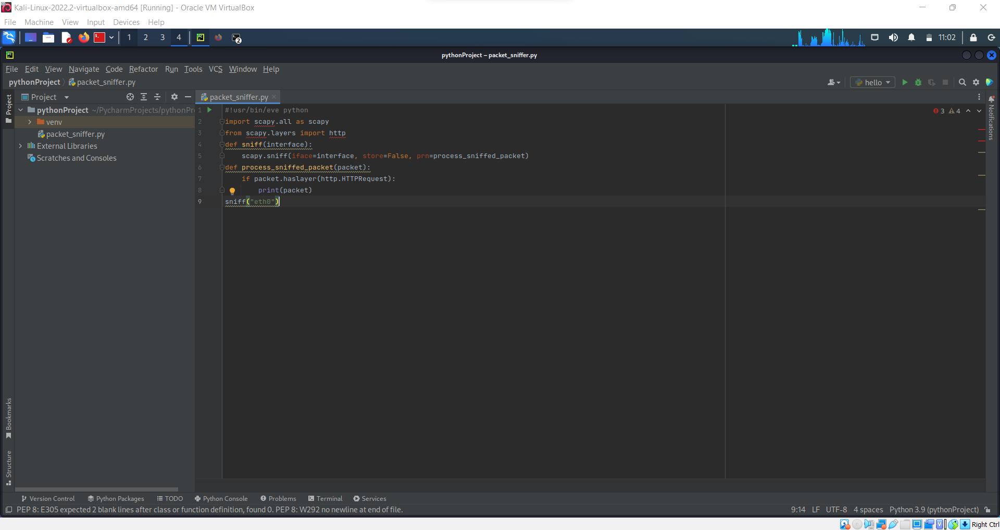 Kali-Linux-2022.2-virtualbox-amd64 [Running] - Oracle VM VirtualBox
File Machine View Input Devices Help
1 2 3 4 2 11:02
pythonProject – packet_sniffer.py
File Edit View Navigate Code Refactor Run Tools VCS Window Help
pythonProject packet_sniffer.py hello
Project
Project
packet_sniffer.py
pythonProject ~/PycharmProjects/pythonPr
venv
packet_sniffer.py
External Libraries
Scratches and Consoles
3 4
1 #!usr/bin/eve python
2 import scapy.all as scapy
3 from scapy.layers import http
4 def sniff(interface):
5 scapy.sniff(iface=interface, store=False, prn=process_sniffed_packet)
6 def process_sniffed_packet(packet):
7 if packet.haslayer(http.HTTPRequest):
8 print(packet)
9 sniff("eth0")
Notifications
Bookmarks
Structure
Version Control Python Packages TODO Python Console Problems Terminal Services
PEP 8: E305 expected 2 blank lines after class or function definition, found 0. PEP 8: W292 no newline at end of file.
9:14 LF UTF-8 4 spaces Python 3.9 (pythonProject)
Right Ctrl